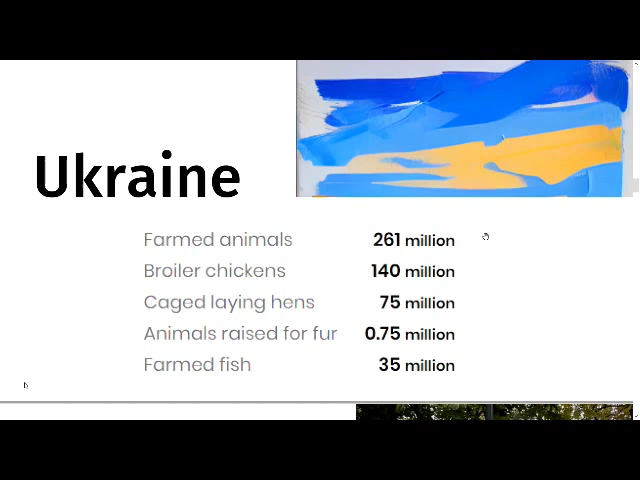 Ukraine
Farmed animals 261 million
Broiler chickens 140 million
Caged laying hens 75 million
Animals raised for fur 0.75 million
Farmed fish 35 million